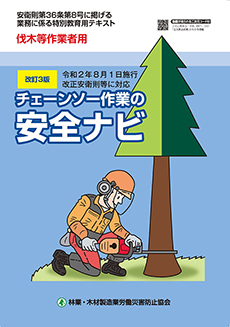 安衛則第36条第8号に掲げる
業務に係る特別教育用テキスト
伐木等作業者用
改訂3版
令和2年8月1日施行
改正安衛則等に対応
チェーンソー作業の
安全ナビ
林業・木材製造業労働災害防止協会